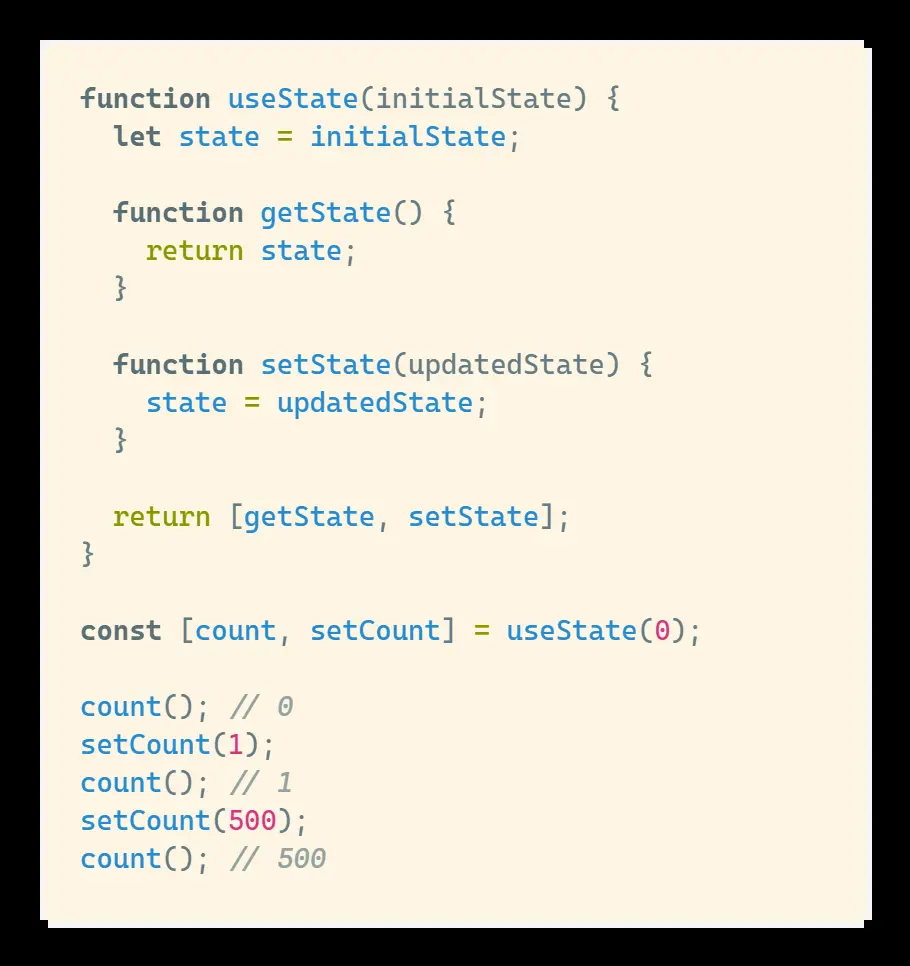 function useState(initialState) {
  let state = initialState;

  function getState() {
    return state;
  }

  function setState(updatedState) {
    state = updatedState;
  }

  return [getState, setState];
}

const [count, setCount] = useState(0);

count(); // 0
setCount(1);
count(); // 1
setCount(500);
count(); // 500